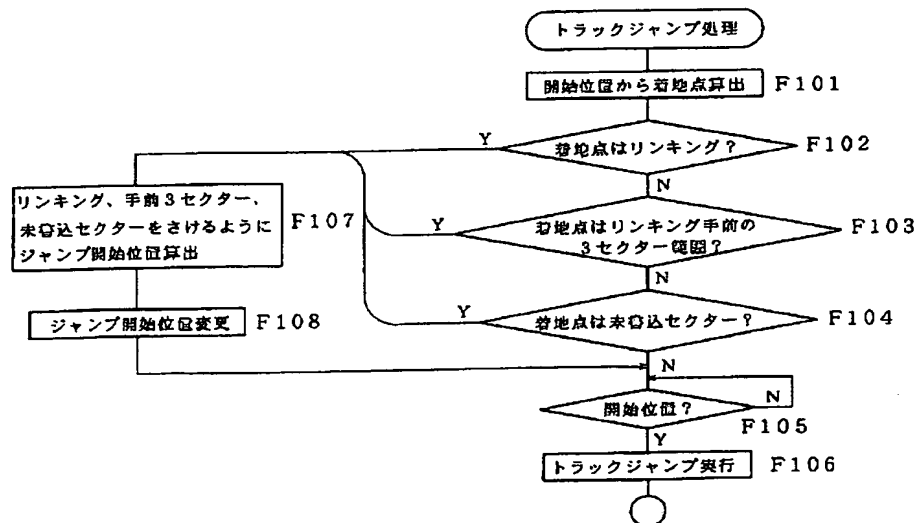 トラックジャンプ処理
開始位置から着地点算出
F101
Y
着地点はリンキング?
F102
N
リンキング、手前3セクター、
未書込セクターをさけるように
ジャンプ開始位置算出
F107
Y
着地点はリンキング手前の
3セクター範囲?
F103
N
ジャンプ開始位置変更
F108
Y
着地点は未書込セクター?
F104
N
開始位置?
N
F105
Y
トラックジャンプ実行
F106